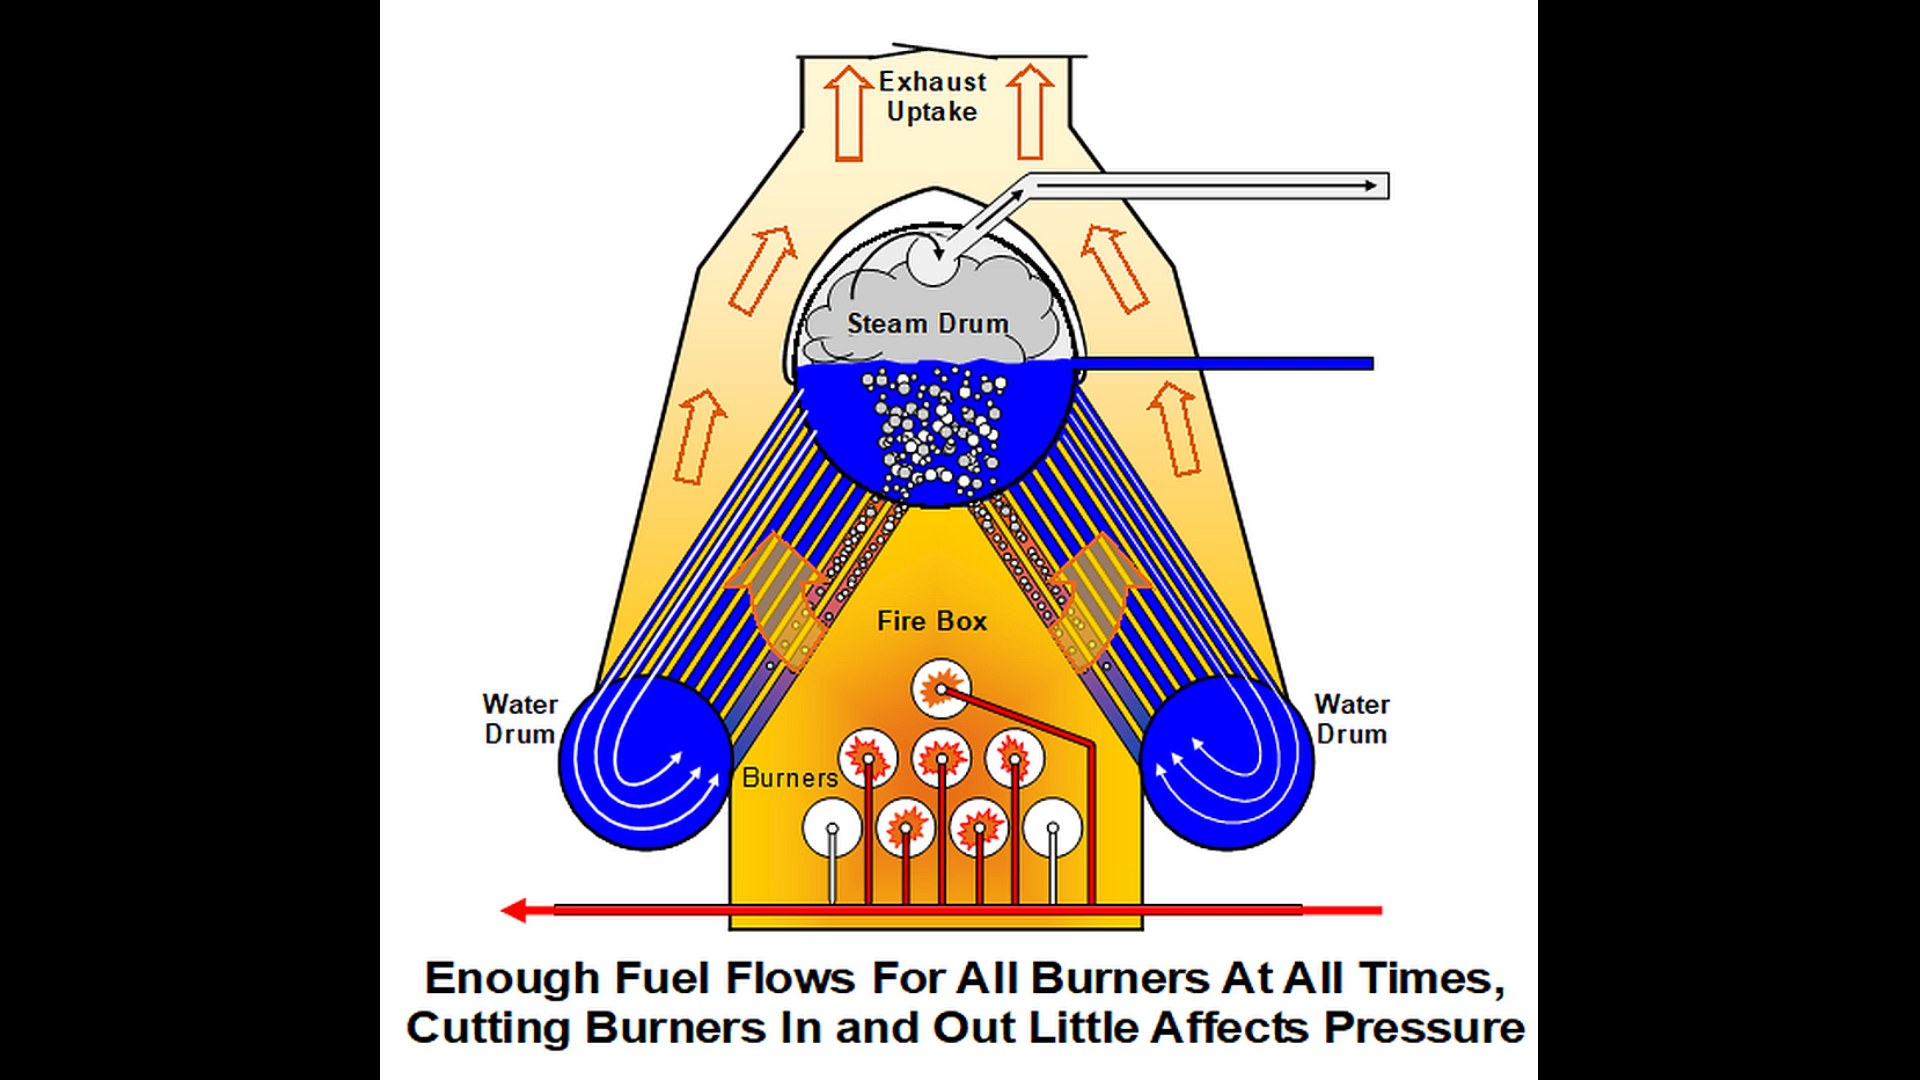 Exhaust
Uptake
Steam Drum
Fire Box
Water
Drum
Water
Drum
Burners
Enough Fuel Flows For All Burners At All Times,
Cutting Burners In and Out Little Affects Pressure